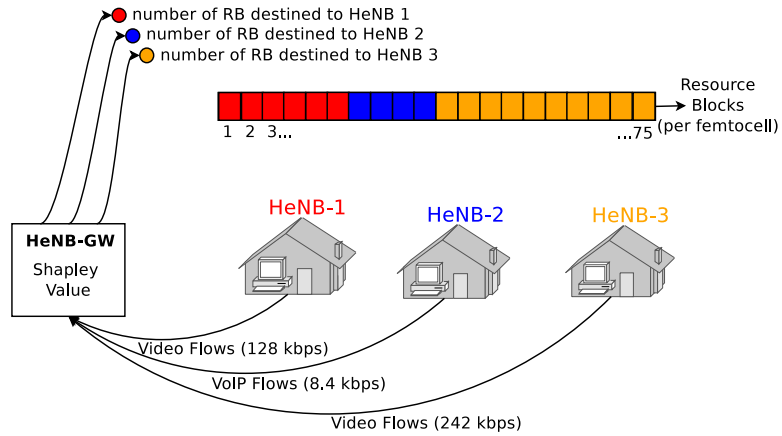 number of RB destined to HeNB 1
number of RB destined to HeNB 2
number of RB destined to HeNB 3
Resource
Blocks
(per femtocell)
1 2 3... ...75
HeNB-1
HeNB-2
HeNB-3
HeNB-GW
Shapley
Value
Video Flows (128 kbps)
VoIP Flows (8.4 kbps)
Video Flows (242 kbps)